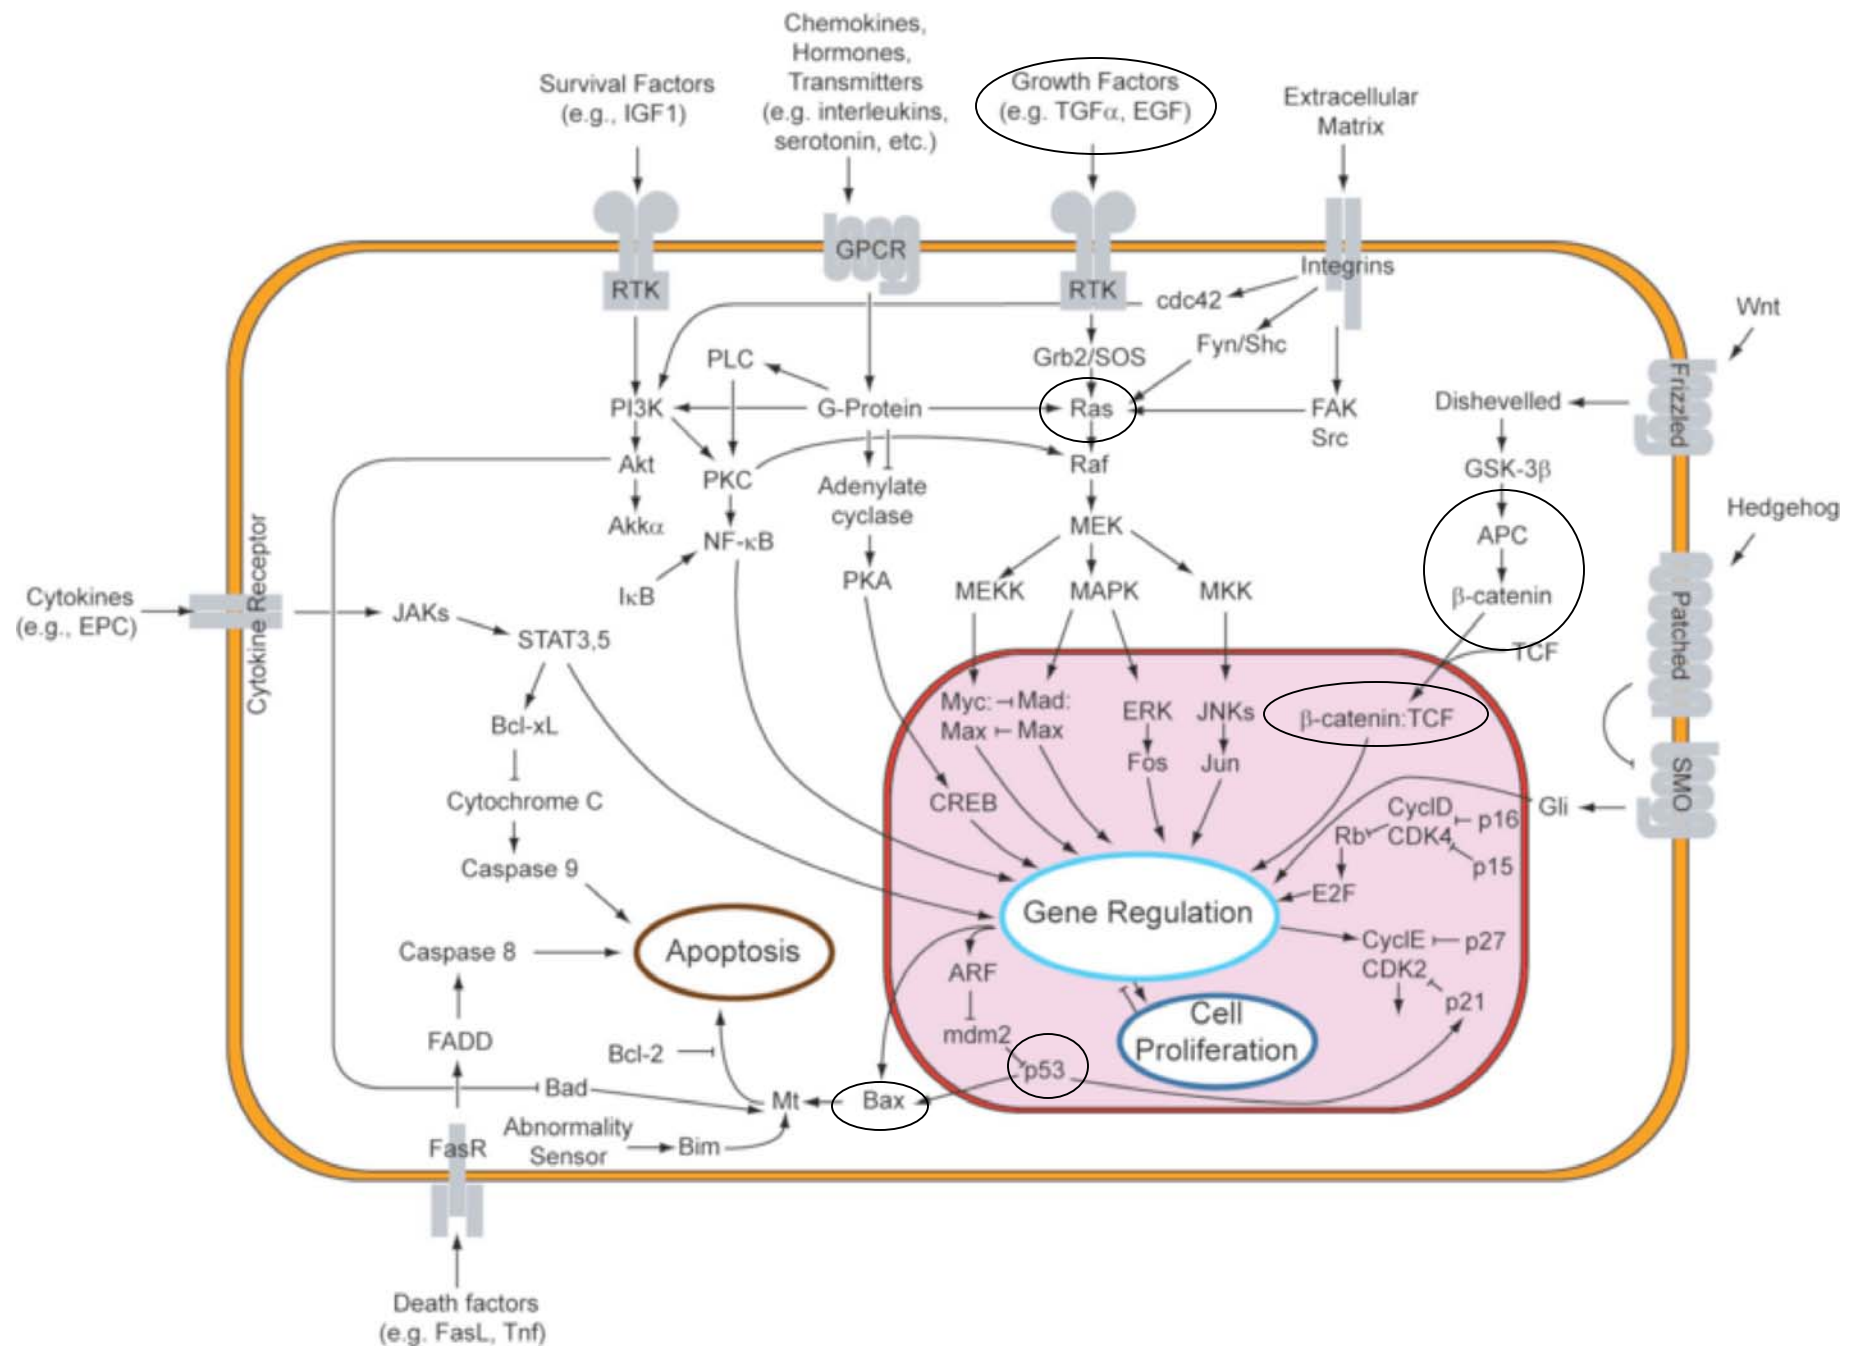 Chemokines,
Hormones,
Transmitters
(e.g. interleukins,
serotonin, etc.)
Survival Factors
(e.g., IGF1)
Growth Factors
(e.g. TGFα, EGF)
Extracellular
Matrix
RTK
GPCR
RTK
Integrins
cdc42
Wnt
Fyn/Shc
Grb2/SOS
PLC
Frizzled
PI3K
G-Protein
Ras
FAK
Src
Dishevelled
Akt
PKC
Raf
GSK-3β
Adenylate
cyclase
Hedgehog
Akkα
NF-κB
MEK
APC
IκB
PKA
MEKK
MAPK
MKK
β-catenin
Patched
Cytokines
(e.g., EPC)
Cytokine Receptor
JAKs
STAT3,5
TCF
Myc:
Mad:
Max
Max
ERK
JNKs
β-catenin:TCF
Bcl-xL
Fos
Jun
SMO
Cytochrome C
CREB
CyclD
CDK4
p16
Gli
Rb
p15
Caspase 9
E2F
Gene Regulation
Apoptosis
Caspase 8
CyclE
CDK2
p27
ARF
p21
FADD
Bcl-2
mdm2
Cell
Proliferation
p53
Bad
Mt
Bax
Abnormality
Sensor
Bim
FasR
Death factors
(e.g. FasL, Tnf)